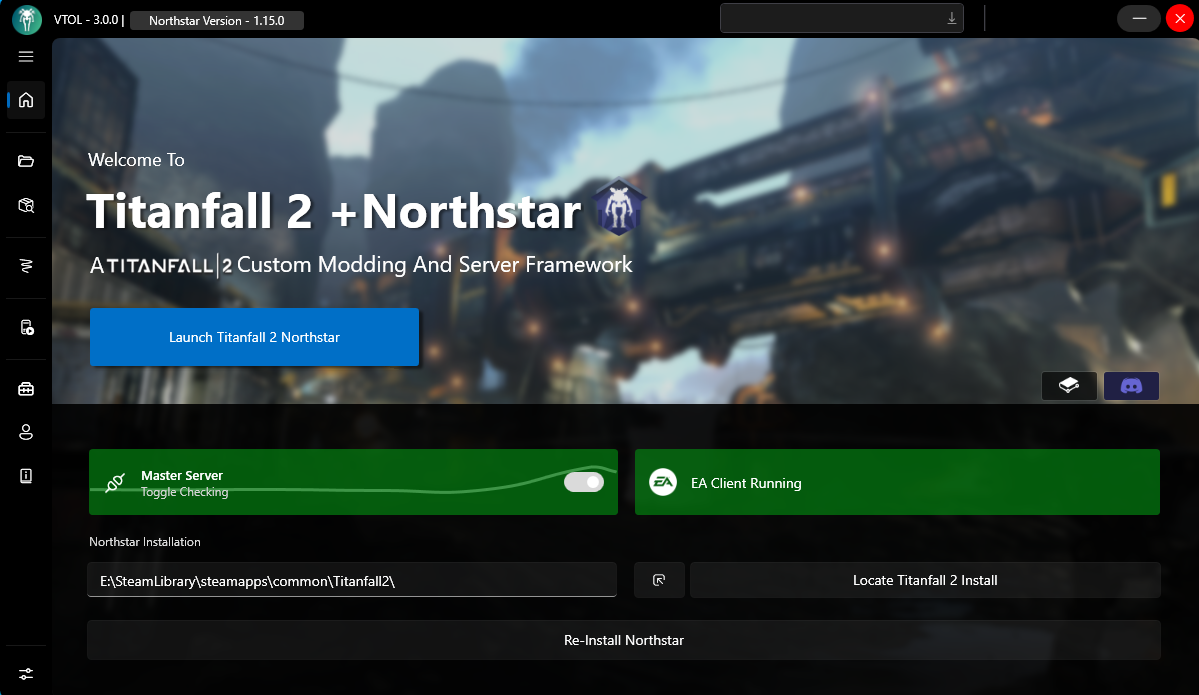 VTOL - 3.0.0 | Northstar Version - 1.15.0
Welcome To
Titanfall 2 +Northstar
A TITANFALL|2 Custom Modding And Server Framework
Launch Titanfall 2 Northstar
Master Server
Toggle Checking
EA
EA Client Running
Northstar Installation
E:\SteamLibrary\steamapps\common\Titanfall2\
Locate Titanfall 2 Install
Re-Install Northstar